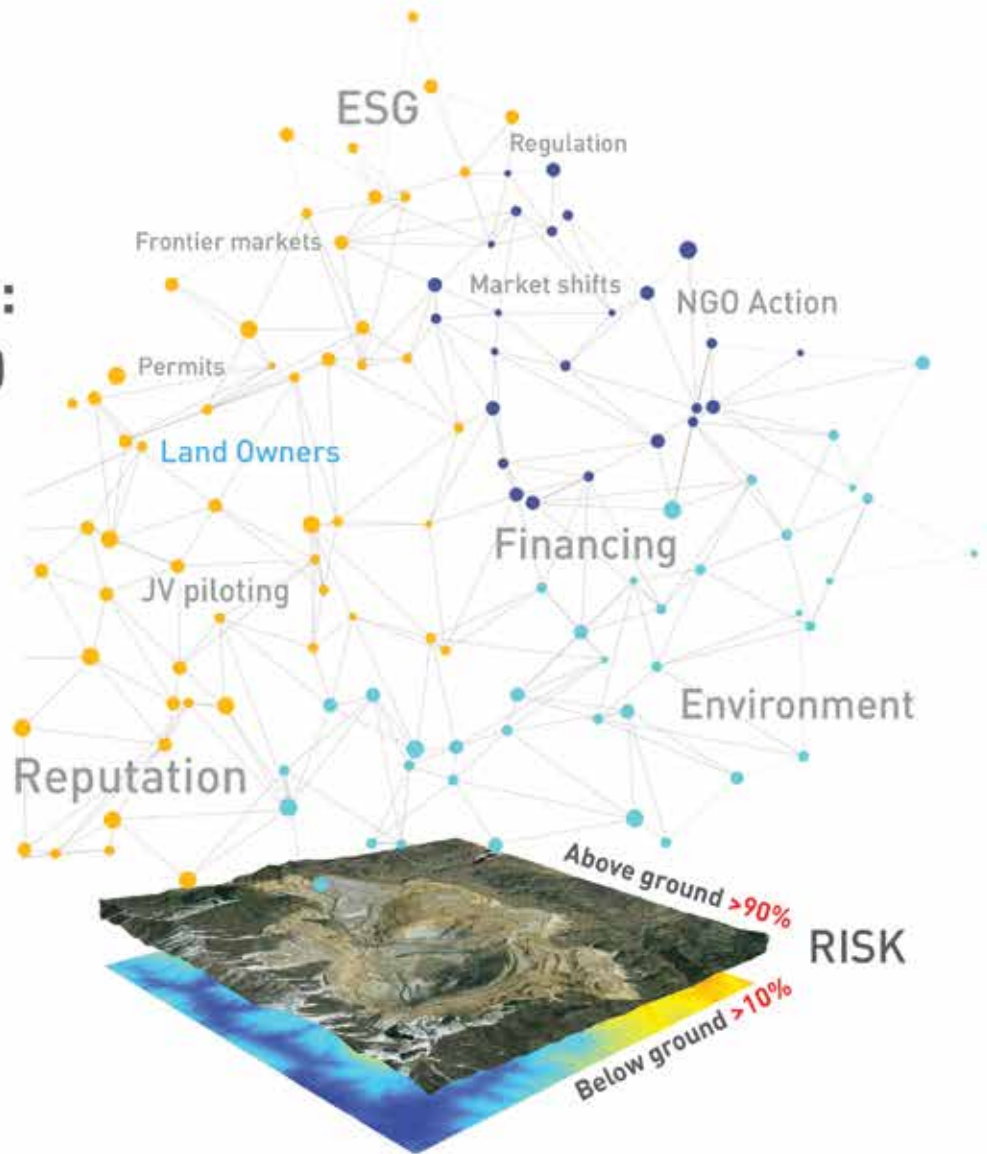 ESG
Regulation
Frontier markets
Market shifts
:
NGO Action
Permits
Land Owners
Financing
JV piloting
Environment
Reputation
Above ground >90%
RISK
Below ground >10%